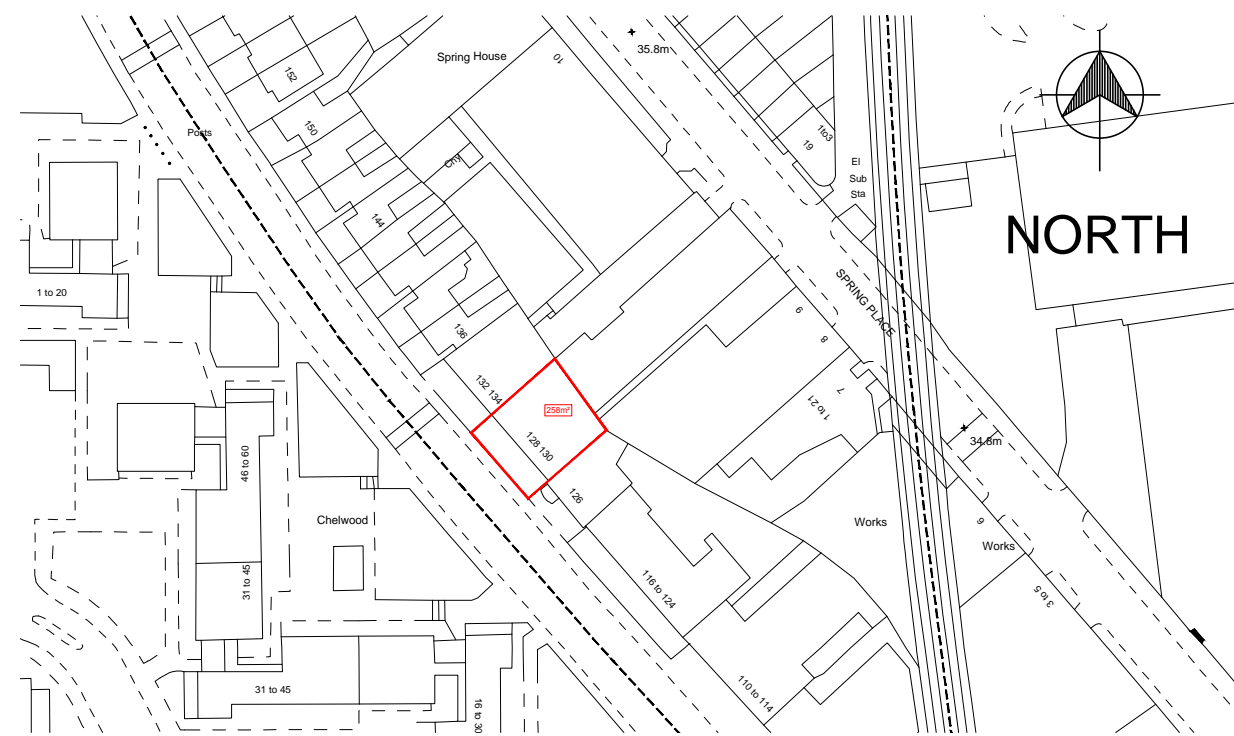 Spring House
10
35.8m
152
Posts
150
1to3
19
El
Sub
Sta
NORTH
144
1 to 20
SPRING PLACE
136
9
8
132 134
7
258m²
1 to 21
128 130
34.8m
46 to 60
126
Chelwood
Works
6
Works
31 to 45
116 to 124
3 to 5
31 to 45
110 to 114
16 to 30